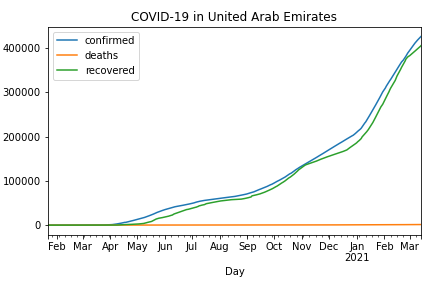 COVID-19 in United Arab Emirates
confirmed
deaths
recovered
400000
300000
200000
100000
0
Feb Mar Apr May Jun Jul Aug Sep Oct Nov Dec Jan Feb Mar
2021
Day